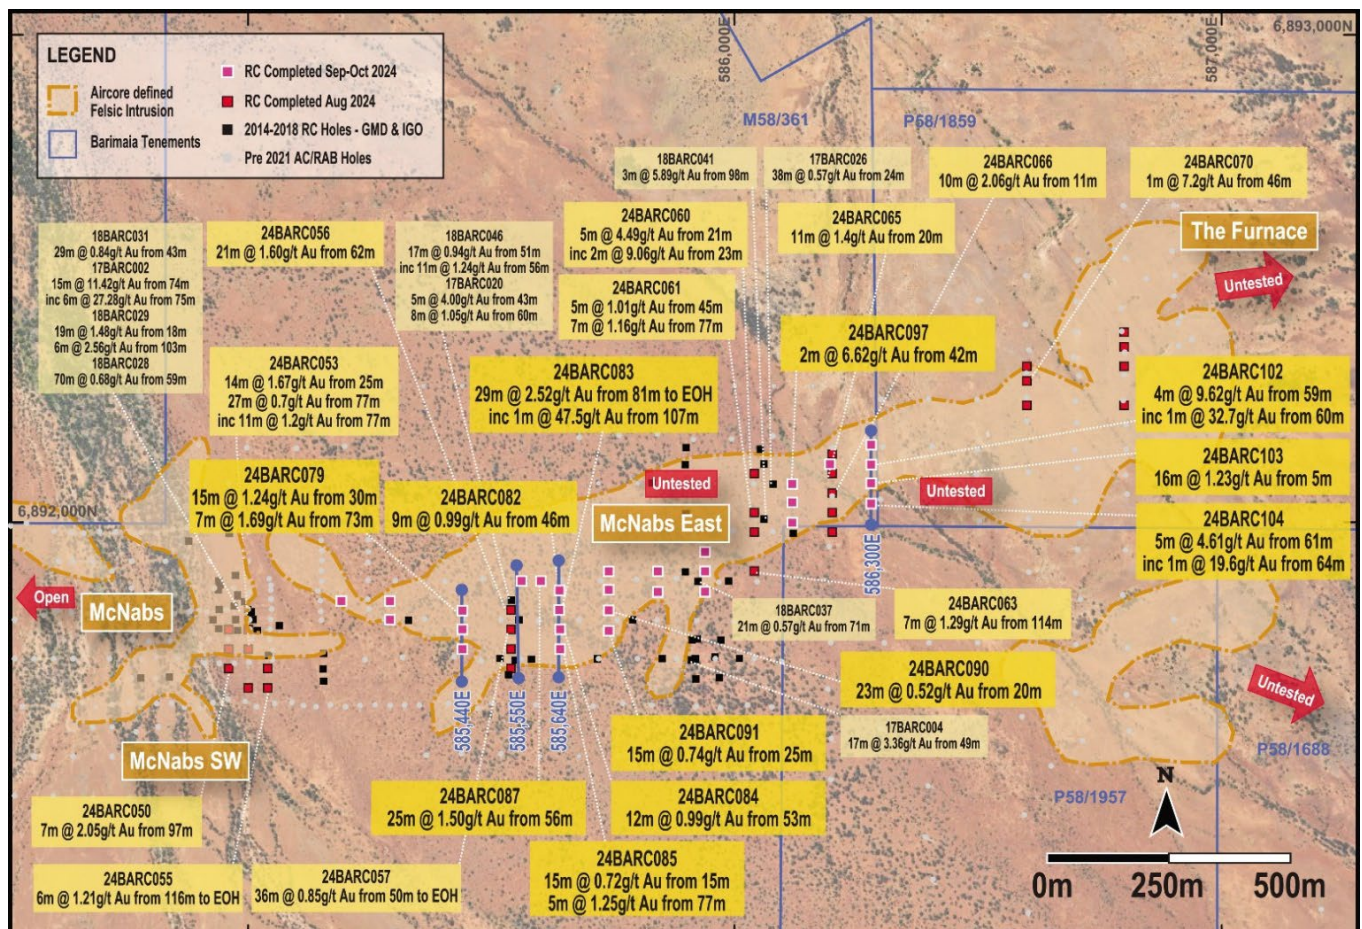 6,893,000N
586,000E
587,000E
LEGEND
Aircore defined
Felsic Intrusion
Barimaia Tenements
RC Completed Sep-Oct 2024
RC Completed Aug 2024
2014-2018 RC Holes - GMD & IGO
Pre 2021 AC/RAB Holes
M58/361
P58/1859
18BARC041
3m @ 5.89g/t Au from 98m
17BARC026
38m @ 0.57g/t Au from 24m
24BARC066
10m @ 2.06g/t Au from 11m
24BARC070
1m @ 7.2g/t Au from 46m
18BARC031
29m @ 0.84g/t Au from 43m
17BARC002
15m @ 11.42g/t Au from 74m
inc 6m @ 27.28g/t Au from 75m
18BARC029
19m @ 1.48g/t Au from 18m
6m @ 2.56g/t Au from 103m
18BARC028
70m @ 0.68g/t Au from 59m
24BARC056
21m @ 1.60g/t Au from 62m
18BARC046
17m @ 0.94g/t Au from 51m
inc 11m @ 1.24g/t Au from 56m
17BARC020
5m @ 4.00g/t Au from 43m
8m @ 1.05g/t Au from 60m
24BARC060
5m @ 4.49g/t Au from 21m
inc 2m @ 9.06g/t Au from 23m
24BARC065
11m @ 1.4g/t Au from 20m
The Furnace
Untested
24BARC061
5m @ 1.01g/t Au from 45m
7m @ 1.16g/t Au from 77m
24BARC097
2m @ 6.62g/t Au from 42m
24BARC053
14m @ 1.67g/t Au from 25m
27m @ 0.7g/t Au from 77m
inc 11m @ 1.2g/t Au from 77m
24BARC083
29m @ 2.52g/t Au from 81m to EOH
inc 1m @ 47.5g/t Au from 107m
24BARC102
4m @ 9.62g/t Au from 59m
inc 1m @ 32.7g/t Au from 60m
24BARC103
16m @ 1.23g/t Au from 5m
24BARC079
15m @ 1.24g/t Au from 30m
7m @ 1.69g/t Au from 73m
24BARC082
9m @ 0.99g/t Au from 46m
Untested
Untested
McNabs East
6,892,000N
24BARC104
5m @ 4.61g/t Au from 61m
inc 1m @ 19.6g/t Au from 64m
586,300E
Open
McNabs
18BARC037
21m @ 0.57g/t Au from 71m
24BARC063
7m @ 1.29g/t Au from 114m
24BARC090
23m @ 0.52g/t Au from 20m
Untested
585,440E
585,550E
585,640E
24BARC091
15m @ 0.74g/t Au from 25m
17BARC004
17m @ 3.36g/t Au from 49m
P58/1688
McNabs SW
N
P58/1957
24BARC050
7m @ 2.05g/t Au from 97m
24BARC087
25m @ 1.50g/t Au from 56m
24BARC084
12m @ 0.99g/t Au from 53m
24BARC055
6m @ 1.21g/t Au from 116m to EOH
24BARC057
36m @ 0.85g/t Au from 50m to EOH
24BARC085
15m @ 0.72g/t Au from 15m
5m @ 1.25g/t Au from 77m
0m
250m
500m